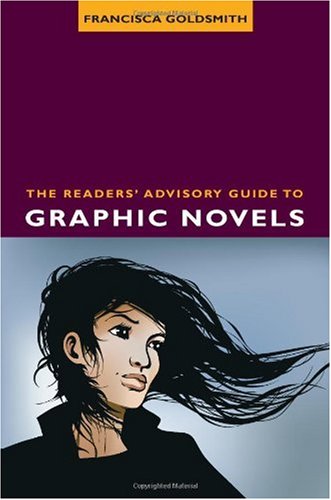 FRANCISCA GOLDSMITH
THE READERS' ADVISORY GUIDE TO
GRAPHIC NOVELS